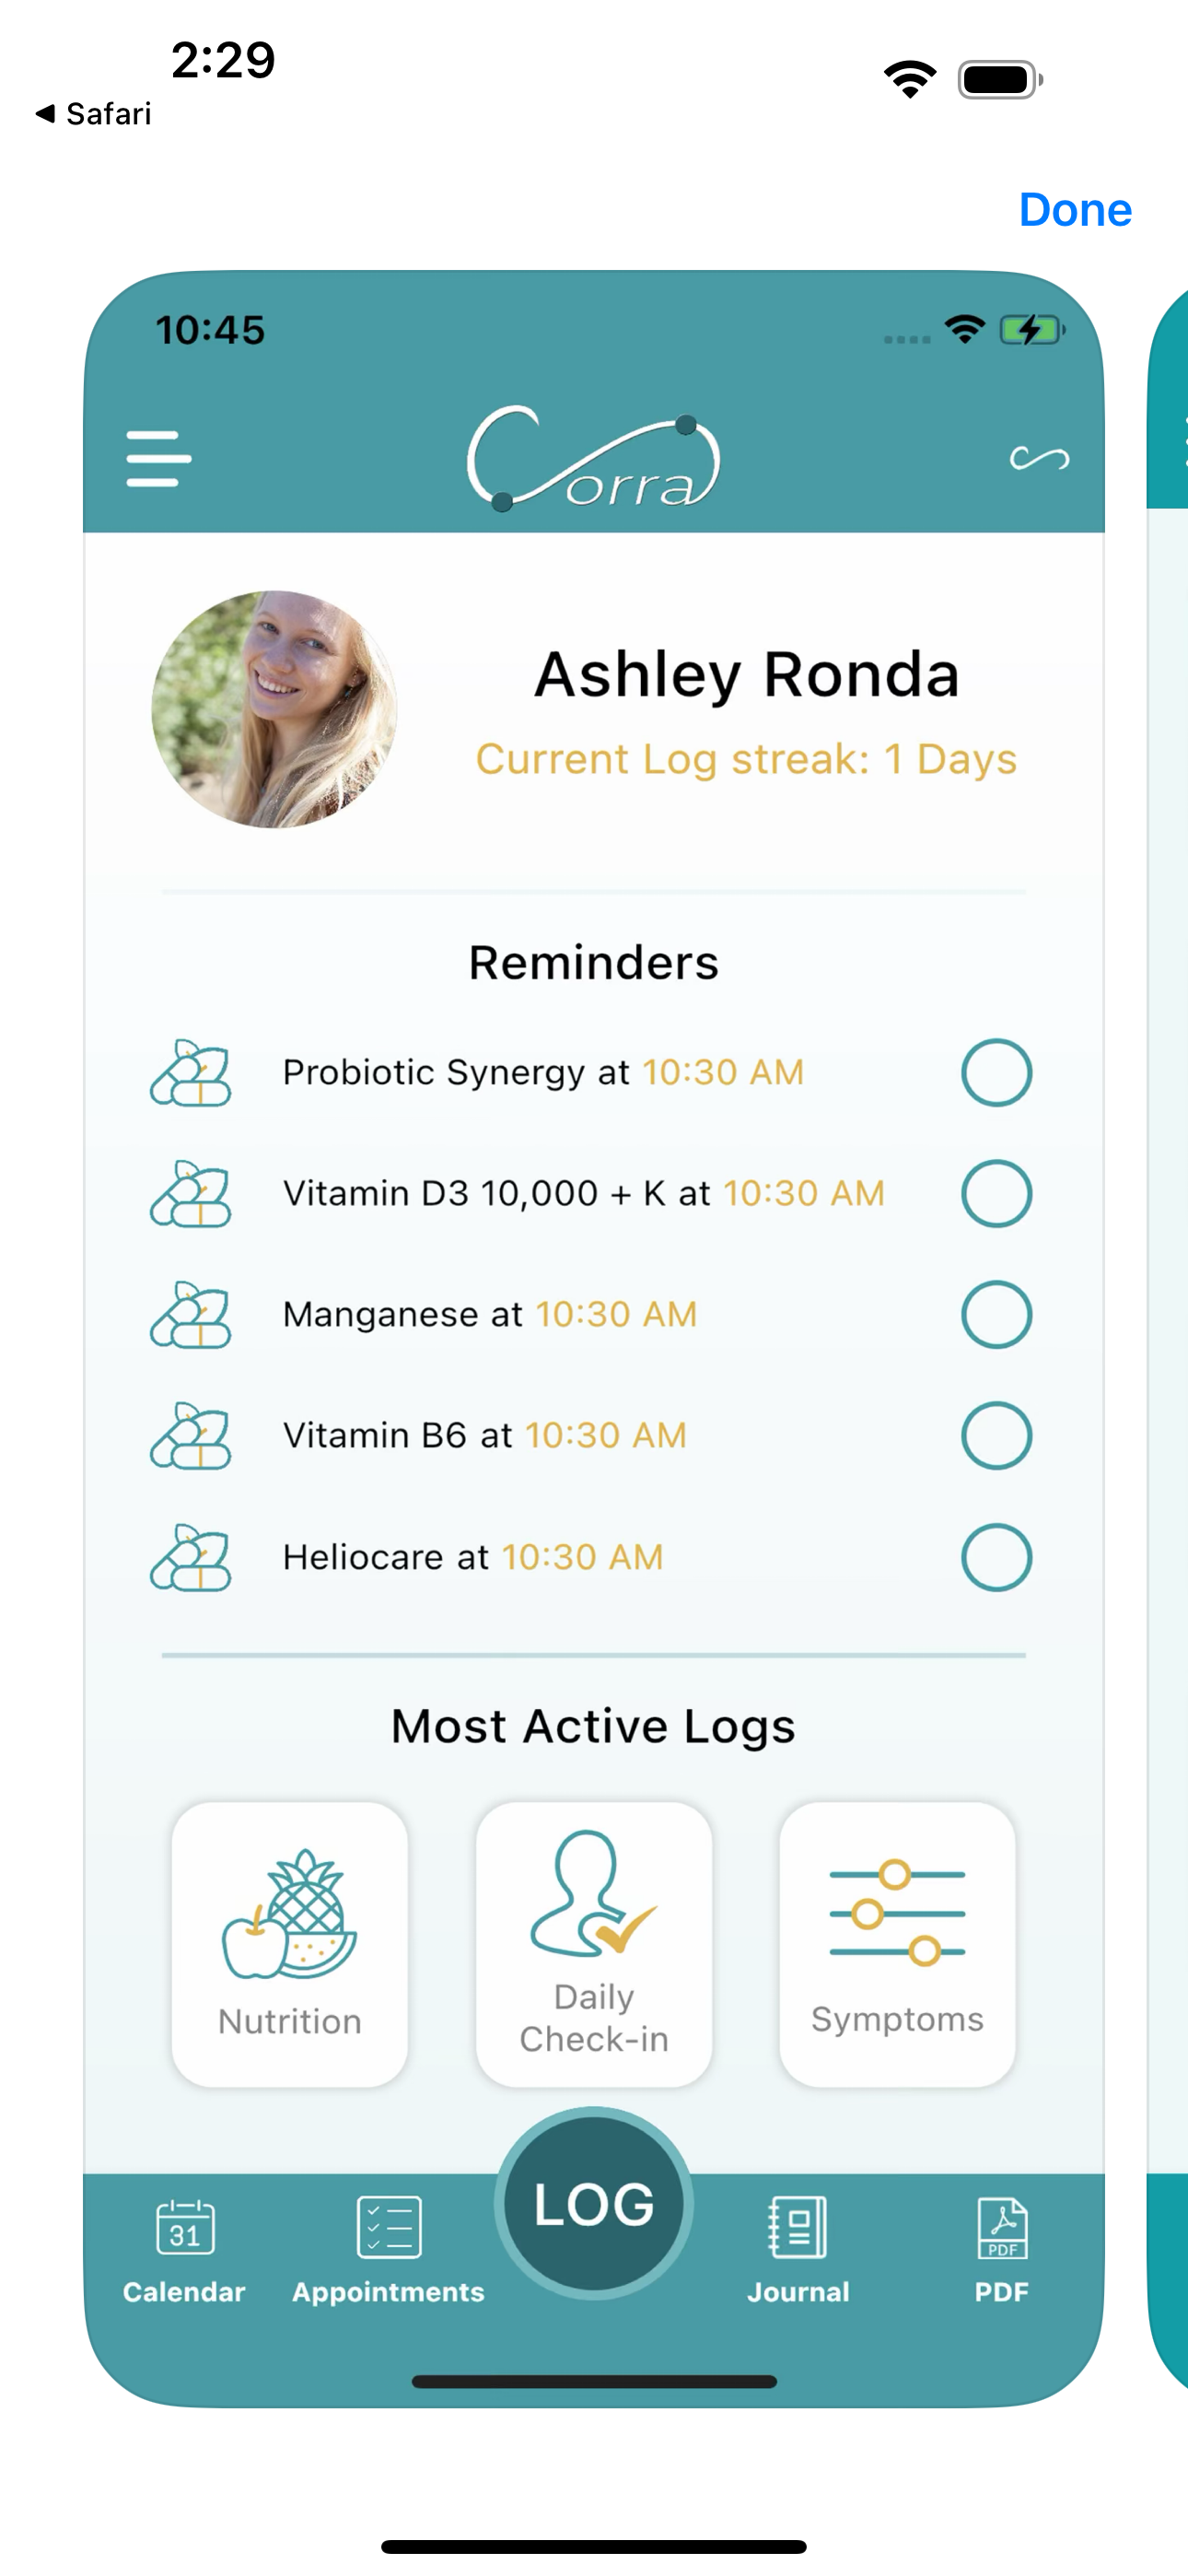 2:29
Safari
Done
10:45
Corra
Ashley Ronda
Current Log streak: 1 Days
Reminders
Probiotic Synergy at 10:30 AM
Vitamin D3 10,000 + K at 10:30 AM
Manganese at 10:30 AM
Vitamin B6 at 10:30 AM
Heliocare at 10:30 AM
Most Active Logs
Nutrition
Daily
Check-in
Symptoms
LOG
31
PDF
Calendar
Appointments
Journal
PDF